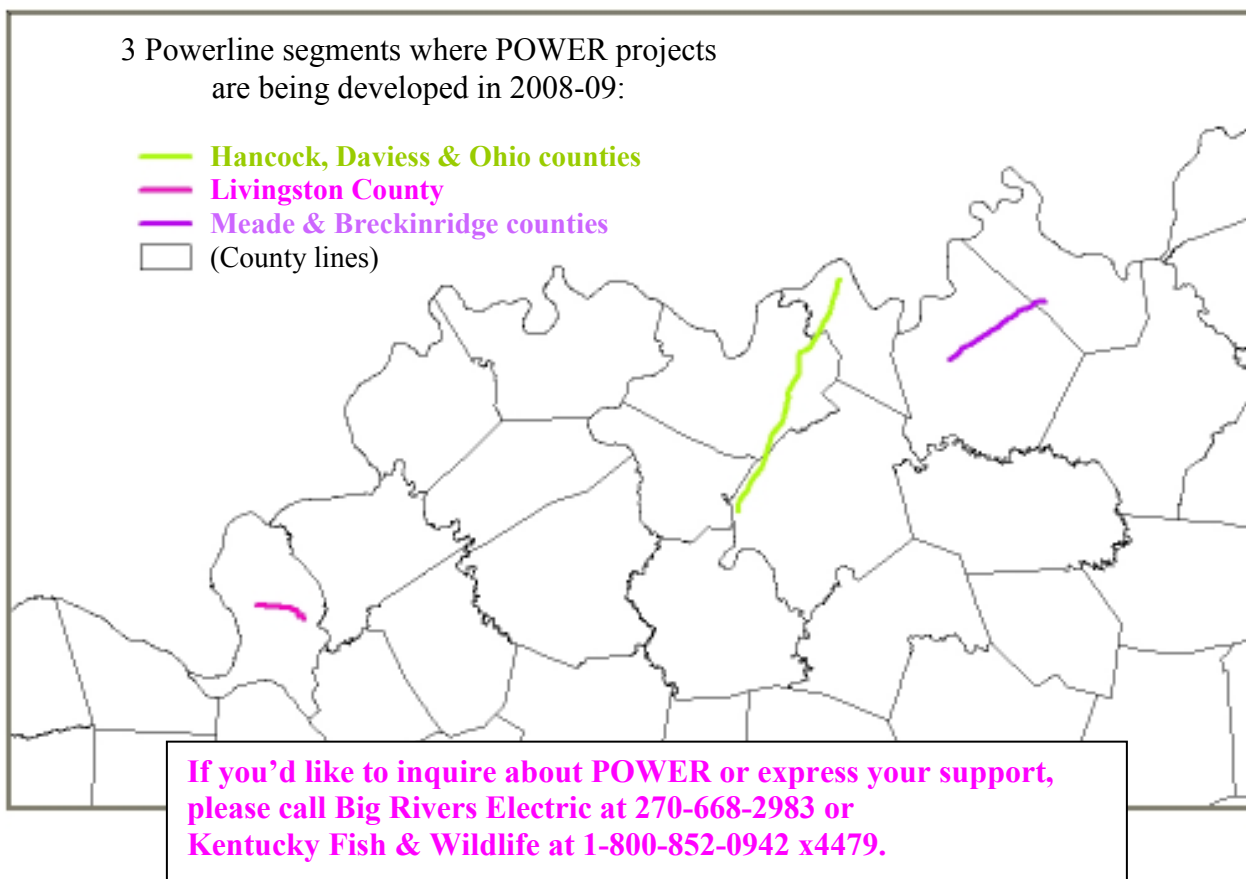 3 Powerline segments where POWER projects
are being developed in 2008-09:
Hancock, Daviess & Ohio counties
Livingston County
Meade & Breckinridge counties
(County lines)
If you’d like to inquire about POWER or express your support,
please call Big Rivers Electric at 270-668-2983 or
Kentucky Fish & Wildlife at 1-800-852-0942 x4479.